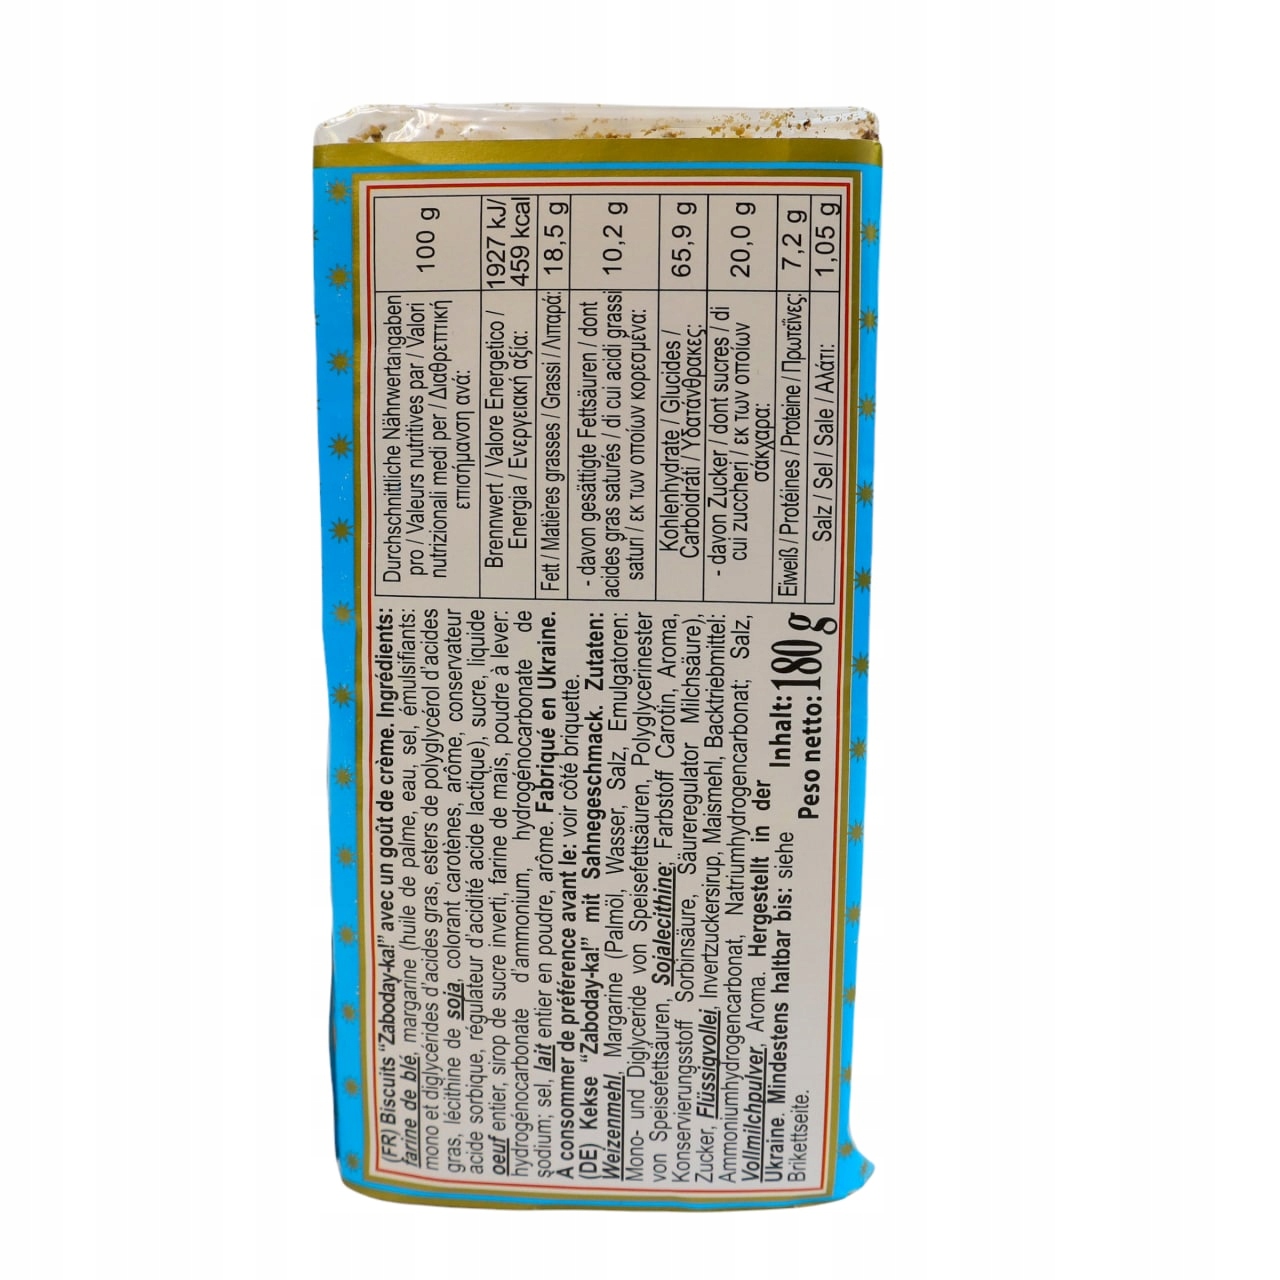 (FR) Biscuits "Zaboday-ka!" avec un goût de crème. Ingrédients:
farine de blé, margarine (huile de palme, eau, sel, émulsifiants:
mono et diglycérides d'acides gras, esters de polyglycérol d'acides
gras, lécithine de soja, colorant carotènes, arôme, conservateur
acide sorbique, régulateur d'acidité acide lactique), sucre, liquide
oeuf entier, sirop de sucre inverti, farine de maïs, poudre à lever:
hydrogénocarbonate d'ammonium, hydrogénocarbonate de
sodium; sel, lait entier en poudre, arôme. Fabriqué en Ukraine.
A consommer de préférence avant le: voir côté briquette.
(DE) Kekse "Zaboday-ka!" mit Sahnegeschmack. Zutaten:
Weizenmehl, Margarine (Palmöl, Wasser, Salz, Emulgatoren:
Mono- und Diglyceride von Speisefettsäuren, Polyglycerinester
von Speisefettsäuren, Sojalecithine; Farbstoff Carotin, Aroma,
Konservierungsstoff Sorbinsäure, Säureregulator Milchsäure),
Zucker, Flüssigvollei, Invertzuckersirup, Maismehl, Backtriebmittel:
Ammoniumhydrogencarbonat, Natriumhydrogencarbonat; Salz,
Vollmilchpulver, Aroma. Hergestellt in der
Ukraine. Mindestens haltbar bis: siehe
Brikettseite.
Inhalt: 180 g
Peso netto:
Durchschnittliche Nährwertangaben
pro / Valeurs nutritives par / Valori
nutrizionali medi per / Διαθρεπτική
επισήμανση ανά:
100 g
Brennwert / Valore Energetico /
Energia / Ενεργειακή αξία:
1927 kJ/
459 kcal
Fett / Matières grasses / Grassi / Λιπαρά:
18,5 g
- davon gesättigte Fettsäuren / dont
acides gras saturés / di cui acidi grassi
saturi / εκ των οποίων κορεσμένα:
10,2 g
Kohlenhydrate / Glucides /
Carboidrati / Υδατάνθρακες:
65,9 g
- davon Zucker / dont sucres / di
cui zuccheri / εκ των οποίων
σάκχαρα:
20,0 g
Eiweiß / Protéines / Proteine / Πρωτεΐνες:
7,2 g
Salz / Sel / Sale / Αλάτι:
1,05 g